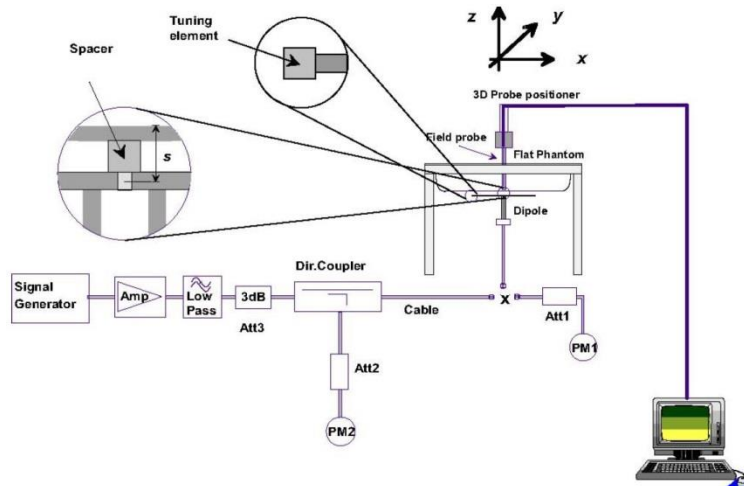 Tuning
element
Spacer
s
z
y
x
3D Probe positioner
Field probe
Flat Phantom
Dipole
Signal
Generator
Amp
Low
Pass
3dB
Att3
Dir.Coupler
Cable
x
Att1
PM1
Att2
PM2